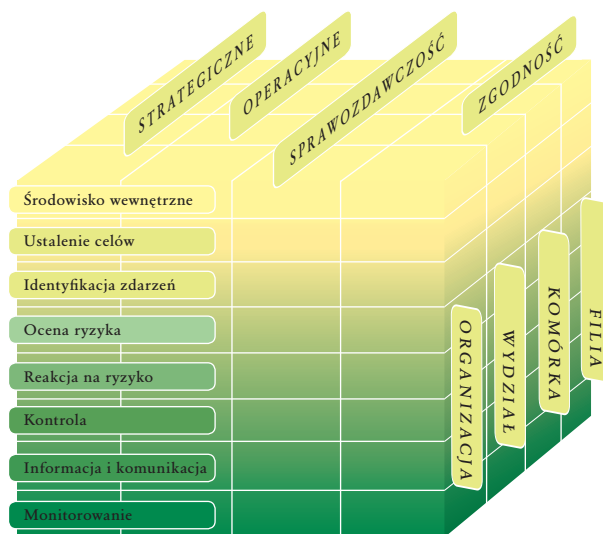 STRATEGICZNE
OPERACYJNE
SPRAWOZDAWCZOŚĆ
ZGODNOŚĆ
Środowisko wewnętrzne
Ustalenie celów
Identyfikacja zdarzeń
Ocena ryzyka
Reakcja na ryzyko
Kontrola
Informacja i komunikacja
Monitorowanie
ORGANIZACJA
WYDZIAŁ
KOMÓRKA
FILIA